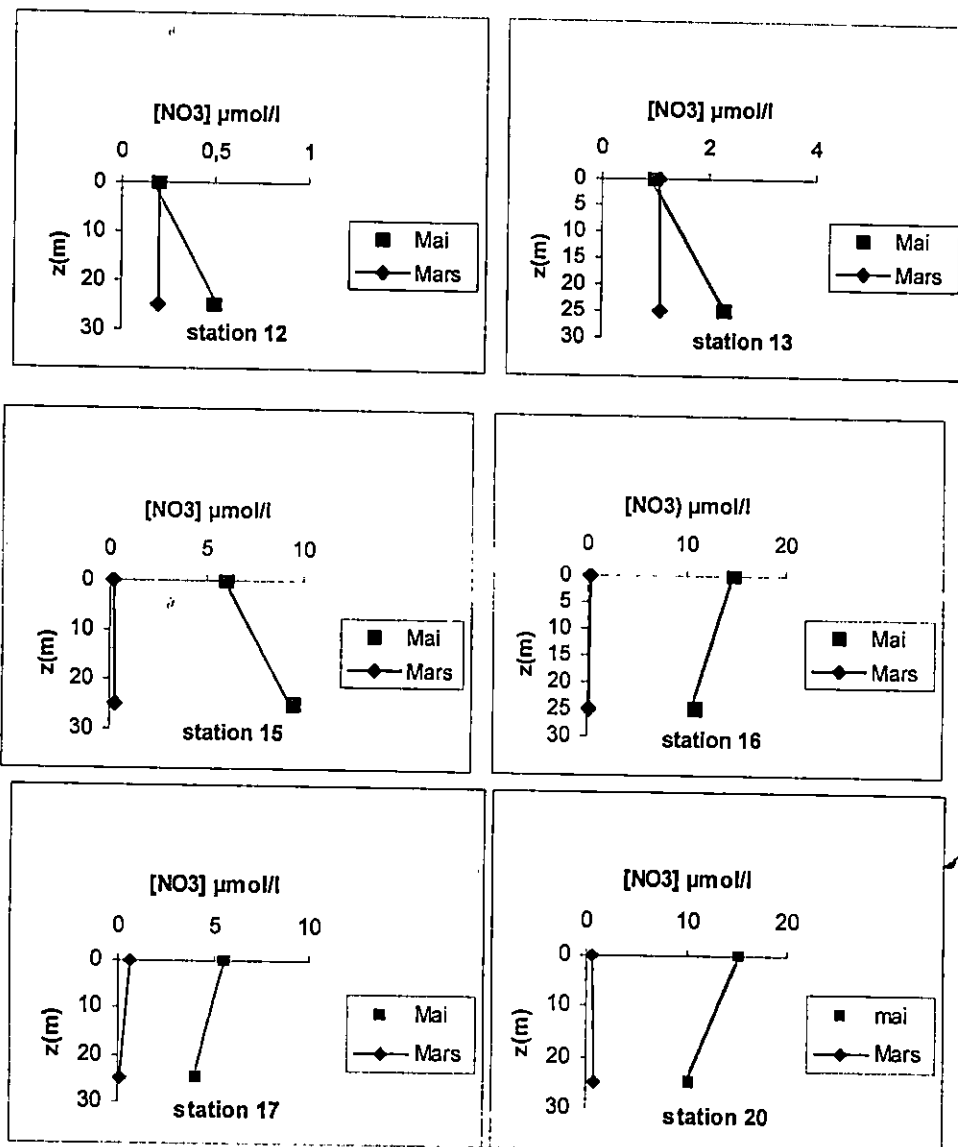 [NO3] µmol/l
0 0,5 1
0
10
20
30
z(m)
Mai
Mars
station 12
[NO3] µmol/l
0 2 4
0
5
10
15
20
25
30
z(m)
Mai
Mars
station 13
[NO3] µmol/l
0 5 10
0
10
20
30
z(m)
Mai
Mars
station 15
[NO3) µmol/l
0 10 20
0
5
10
15
20
25
30
z(m)
Mai
Mars
station 16
[NO3] µmol/l
0 5 10
0
10
20
30
z(m)
Mai
Mars
station 17
[NO3] µmol/l
0 10 20
0
10
20
30
z(m)
mai
Mars
station 20